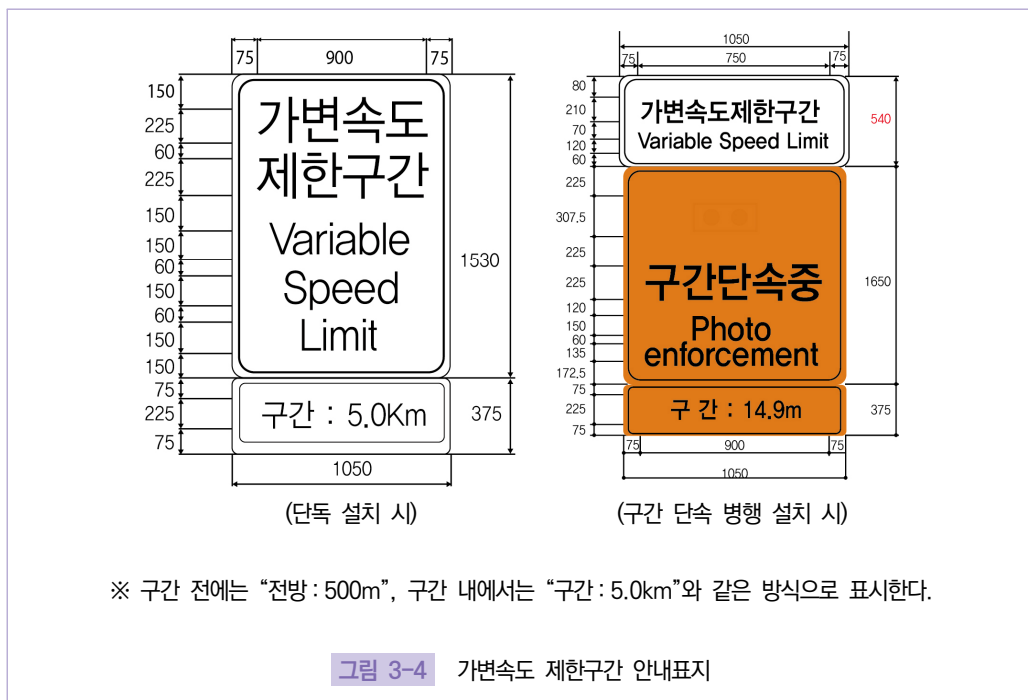 75 900 75
150
225
60
225
150
150
60
150
60
150
150
75
225
75
가변속도
제한구간
Variable
Speed
Limit
1530
구간 : 5.0Km
375
1050
(단독 설치 시)
1050
75 750 75
80
210
70
120
60
225
307.5
225
225
120
150
60
135
172.5
75
225
75
가변속도제한구간
Variable Speed Limit
540
구간단속중
Photo
enforcement
1650
구 간 : 14.9m
375
75 900 75
1050
(구간 단속 병행 설치 시)
※ 구간 전에는 “전방 : 500m”, 구간 내에서는 “구간 : 5.0km”와 같은 방식으로 표시한다.
그림 3-4 가변속도 제한구간 안내표지